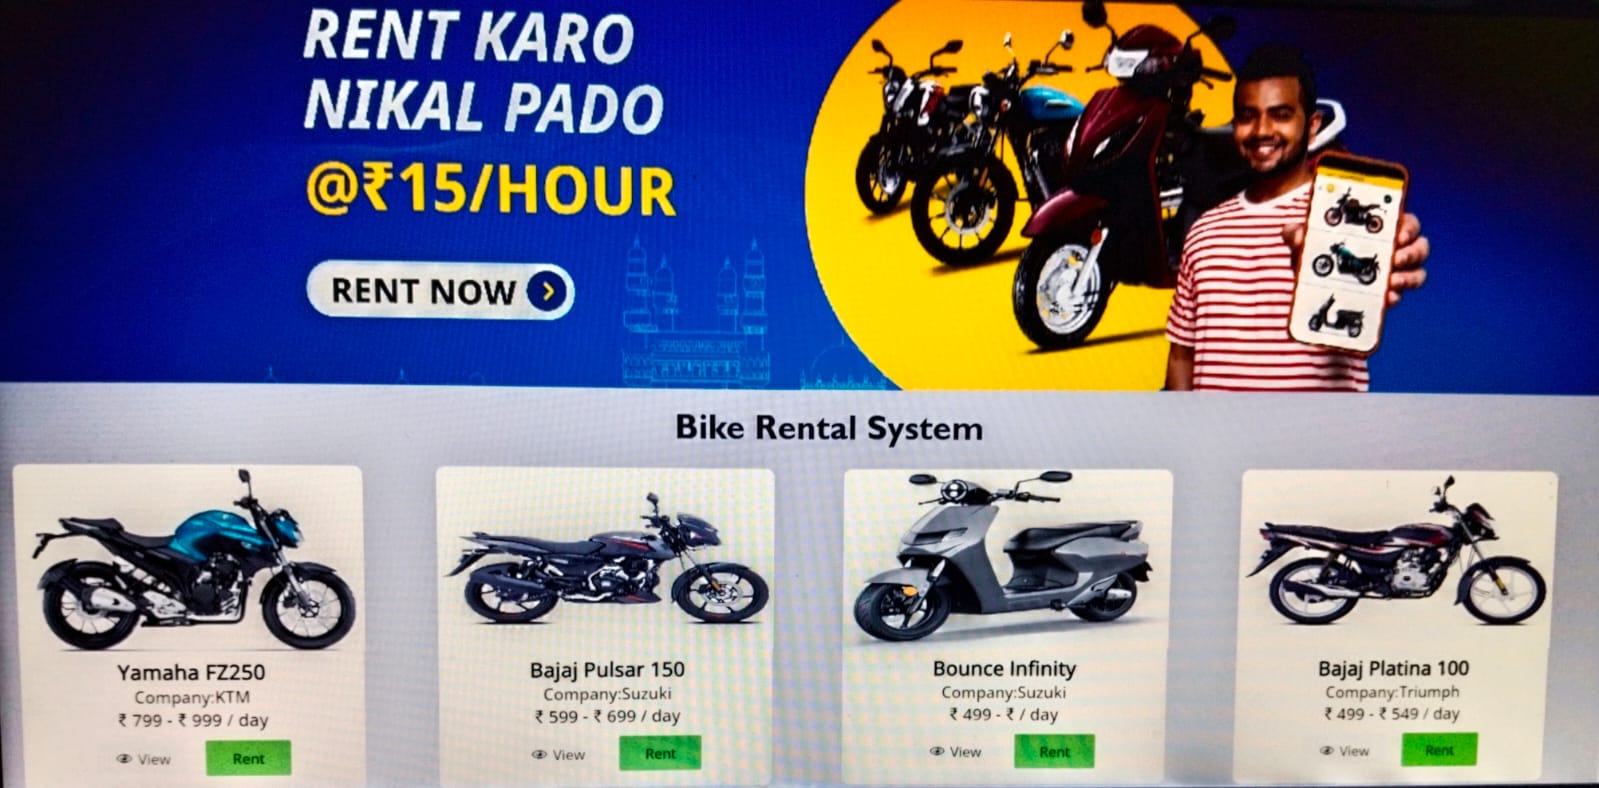 RENT KARO
NIKAL PADO
@₹15/HOUR
RENT NOW
Bike Rental System
Yamaha FZ250
Company:KTM
₹ 799 - ₹ 999 / day
View
Rent
Bajaj Pulsar 150
Company:Suzuki
₹ 599 - ₹ 699 / day
View
Rent
Bounce Infinity
Company:Suzuki
₹ 499 - ₹ / day
View
Rent
Bajaj Platina 100
Company:Triumph
₹ 499 - ₹ 549 / day
View
Rent